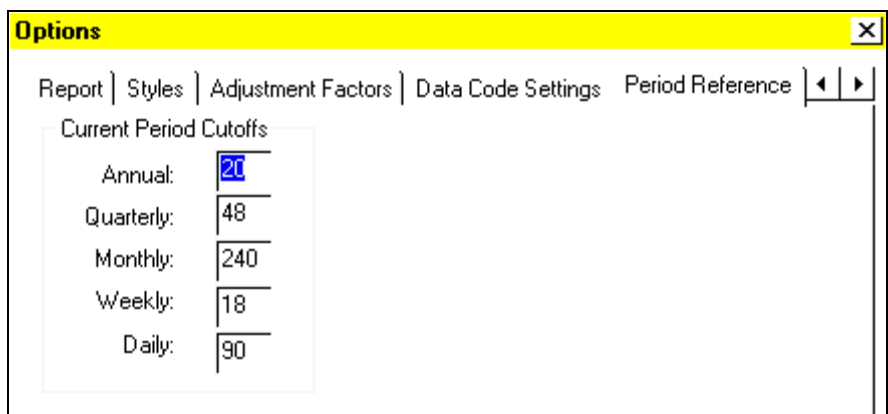 Options
Report Styles Adjustment Factors Data Code Settings Period Reference
Current Period Cutoffs
Annual: 20
Quarterly: 48
Monthly: 240
Weekly: 18
Daily: 90